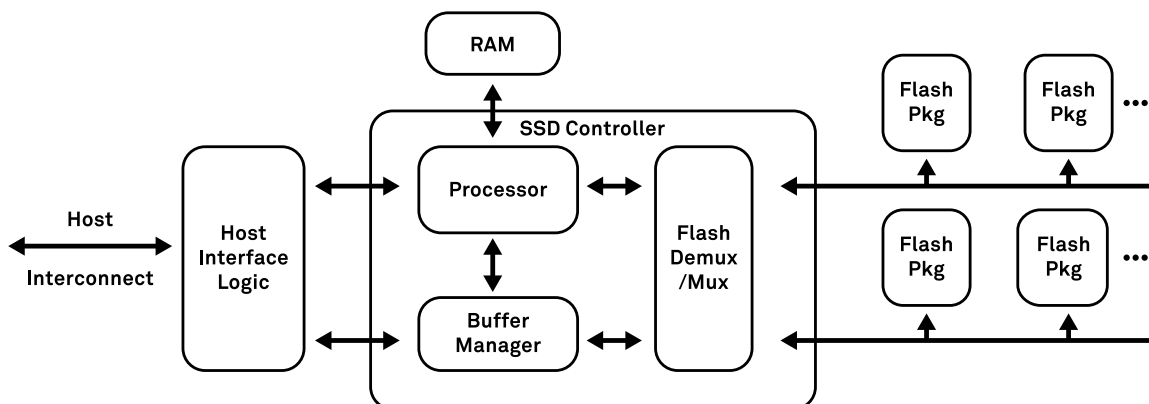 RAM
SSD Controller
Host
Interconnect
Host
Interface
Logic
Processor
Buffer
Manager
Flash
Demux
/Mux
Flash
Pkg
Flash
Pkg
•••
Flash
Pkg
Flash
Pkg
•••